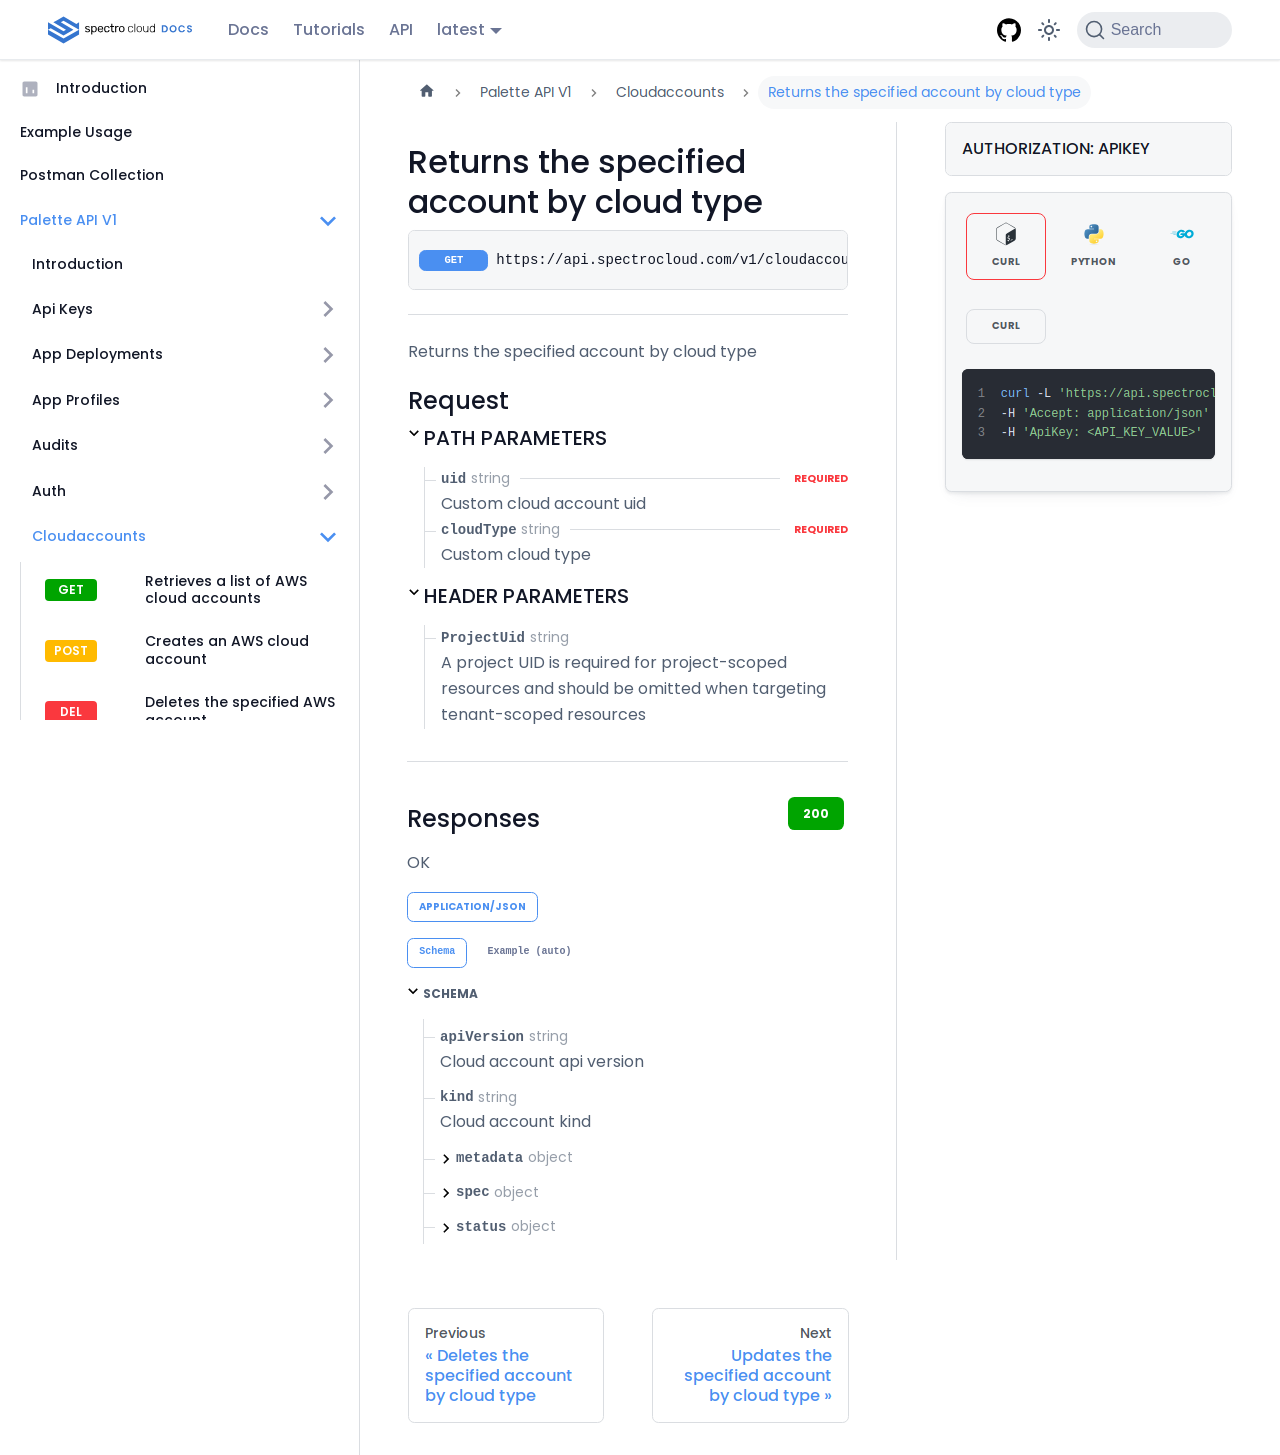 spectro cloud DOCS
Docs
Tutorials
API
latest
Search
Introduction
Example Usage
Postman Collection
Palette API V1
Introduction
Api Keys
App Deployments
App Profiles
Audits
Auth
Cloudaccounts
GET Retrieves a list of AWS
cloud accounts
POST Creates an AWS cloud
account
DEL Deletes the specified AWS
account
Palette API V1
Cloudaccounts
Returns the specified account by cloud type
Returns the specified
account by cloud type
GET https://api.spectrocloud.com/v1/cloudaccou
Returns the specified account by cloud type
Request
PATH PARAMETERS
uid string REQUIRED
Custom cloud account uid
cloudType string REQUIRED
Custom cloud type
HEADER PARAMETERS
ProjectUid string
A project UID is required for project-scoped
resources and should be omitted when targeting
tenant-scoped resources
Responses
200
OK
APPLICATION/JSON
Schema
Example (auto)
SCHEMA
apiVersion string
Cloud account api version
kind string
Cloud account kind
metadata object
spec object
status object
Previous
« Deletes the
specified account
by cloud type
Next
Updates the
specified account
by cloud type »
AUTHORIZATION: APIKEY
CURL
PYTHON
GO
CURL
1 curl -L 'https://api.spectrocl
2 -H 'Accept: application/json'
3 -H 'ApiKey: <API_KEY_VALUE>'